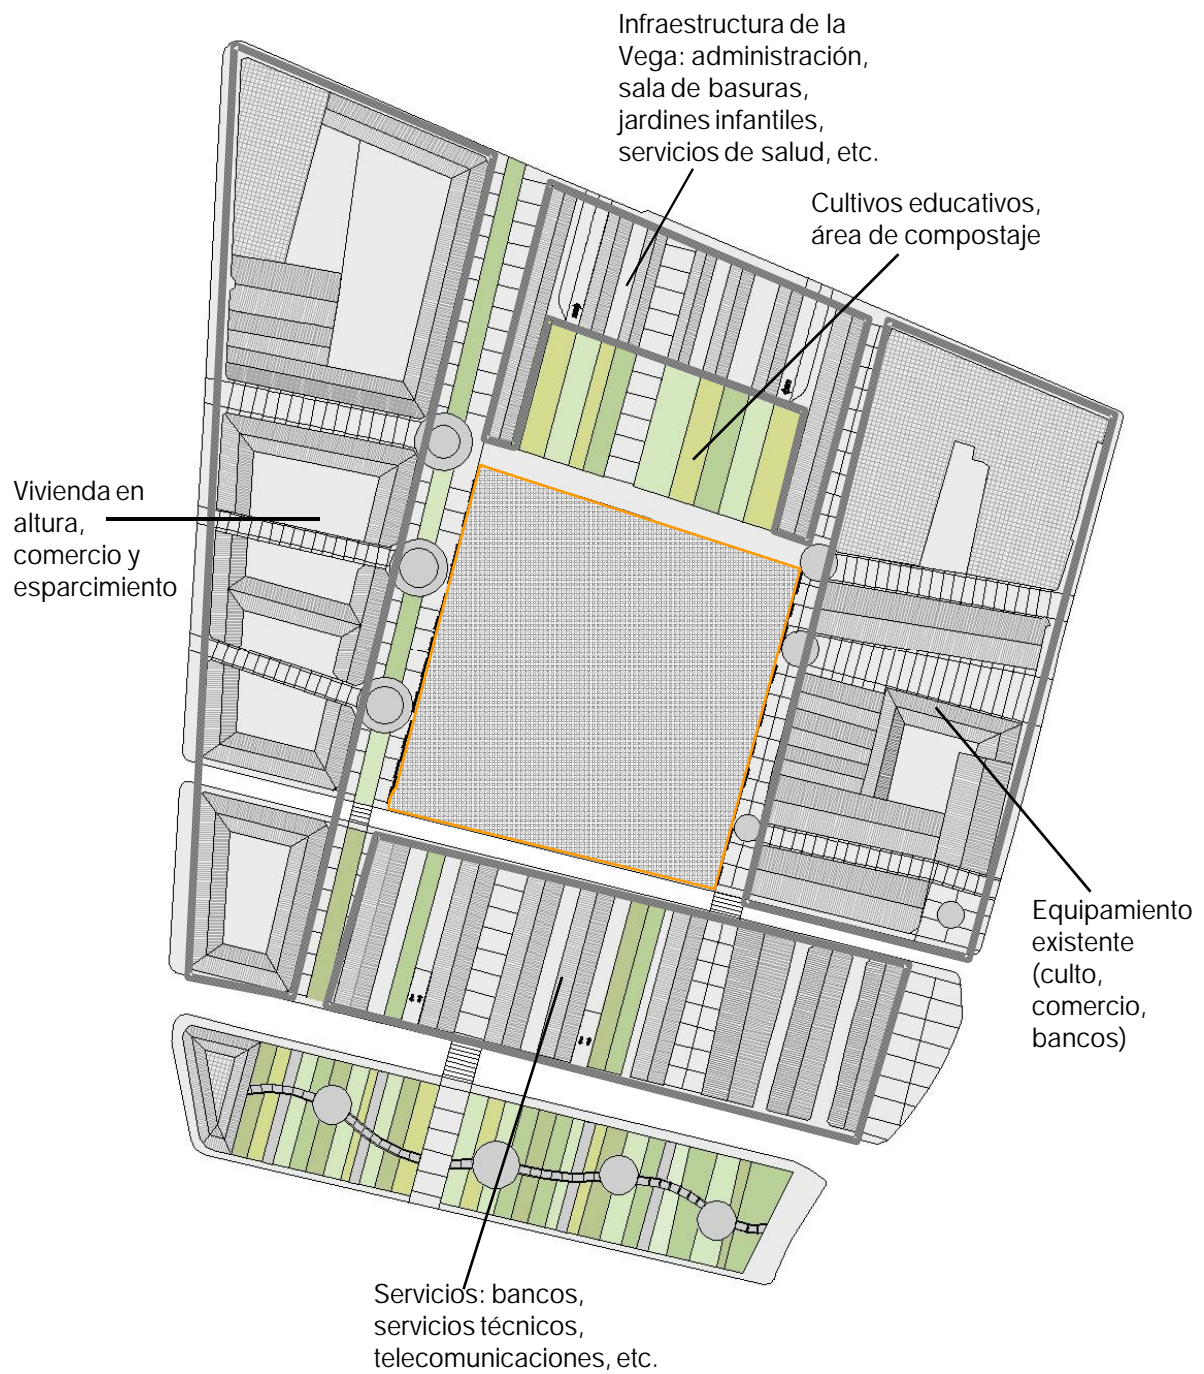 Infraestructura de la
Vega: administración,
sala de basuras,
jardines infantiles,
servicios de salud, etc.
Cultivos educativos,
área de compostaje
Vivienda en
altura,
comercio y
esparcimiento
Equipamiento
existente
(culto,
comercio,
bancos)
Servicios: bancos,
servicios técnicos,
telecomunicaciones, etc.